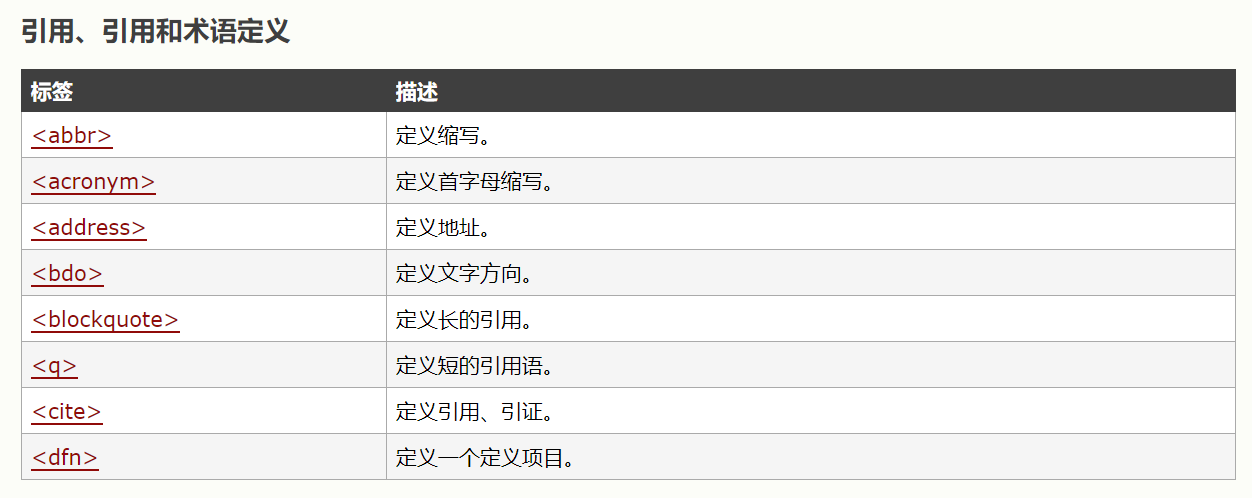 引用、引用和术语定义
标签 描述
<abbr> 定义缩写。
<acronym> 定义首字母缩写。
<address> 定义地址。
<bdo> 定义文字方向。
<blockquote> 定义长的引用。
<q> 定义短的引用语。
<cite> 定义引用、引证。
<dfn> 定义一个定义项目。